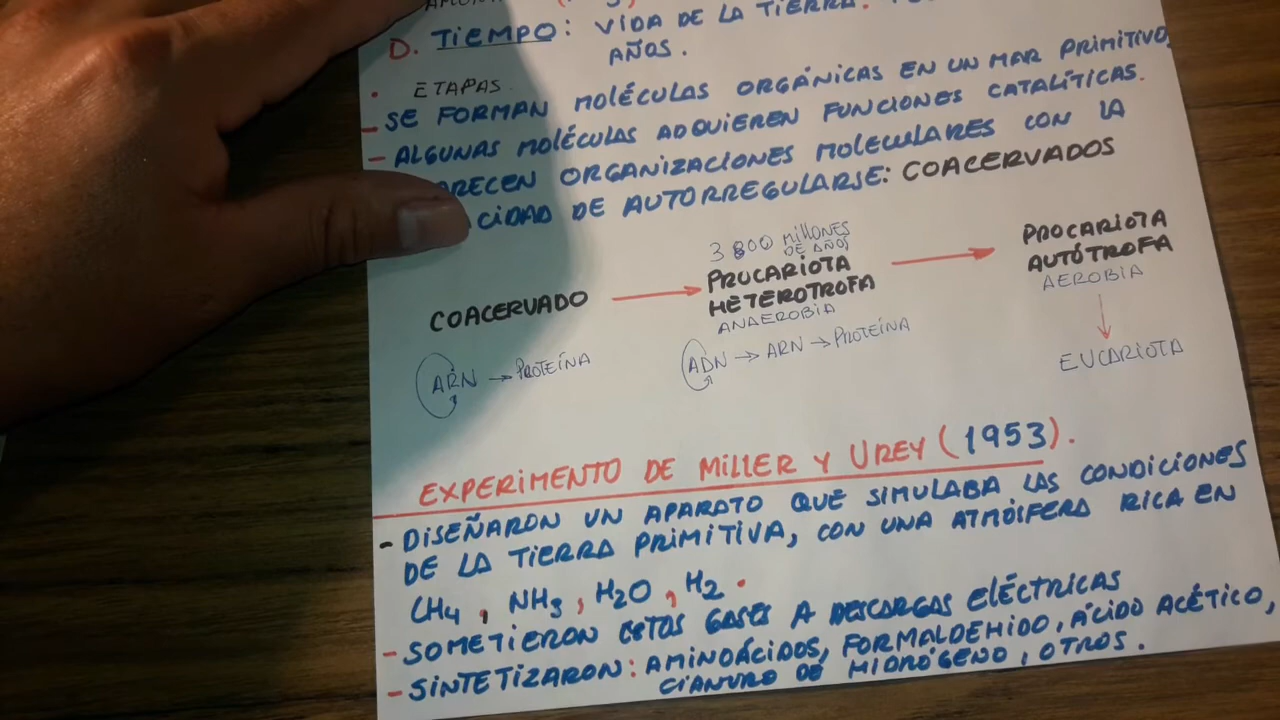 D. TIEMPO: VIDA DE LA TIERRA.
AÑOS.
• ETAPAS.
- SE FORMAN MOLÉCULAS ORGÁNICAS EN UN MAR PRIMITIVO.
- ALGUNAS MOLÉCULAS ADQUIEREN FUNCIONES CATALÍTICAS.
ARECEN ORGANIZACIONES MOLECULARES CON LA
CIDAD DE AUTORREGULARSE: COACERVADOS
3 800 MILLONES
DE AÑOS
COACERVADO → PROCARIOTA HETEROTROFA → PROCARIOTA AUTÓTROFA
ANAEROBIA
AEROBIA
ARN → PROTEÍNA
ADN → ARN → PROTEÍNA
↓
EUCARIOTA
EXPERIMENTO DE MILLER Y UREY (1953).
- DISEÑARON UN APARATO QUE SIMULABA LAS CONDICIONES
DE LA TIERRA PRIMITIVA, CON UNA ATMÓSFERA RICA EN
CH4, NH3, H2O, H2.
- SOMETIERON ESTOS GASES A DESCARGAS ELÉCTRICAS
- SINTETIZARON: AMINOÁCIDOS, FORMALDEHIDO, ÁCIDO ACÉTICO,
CIANURO DE HIDRÓGENO, OTROS.